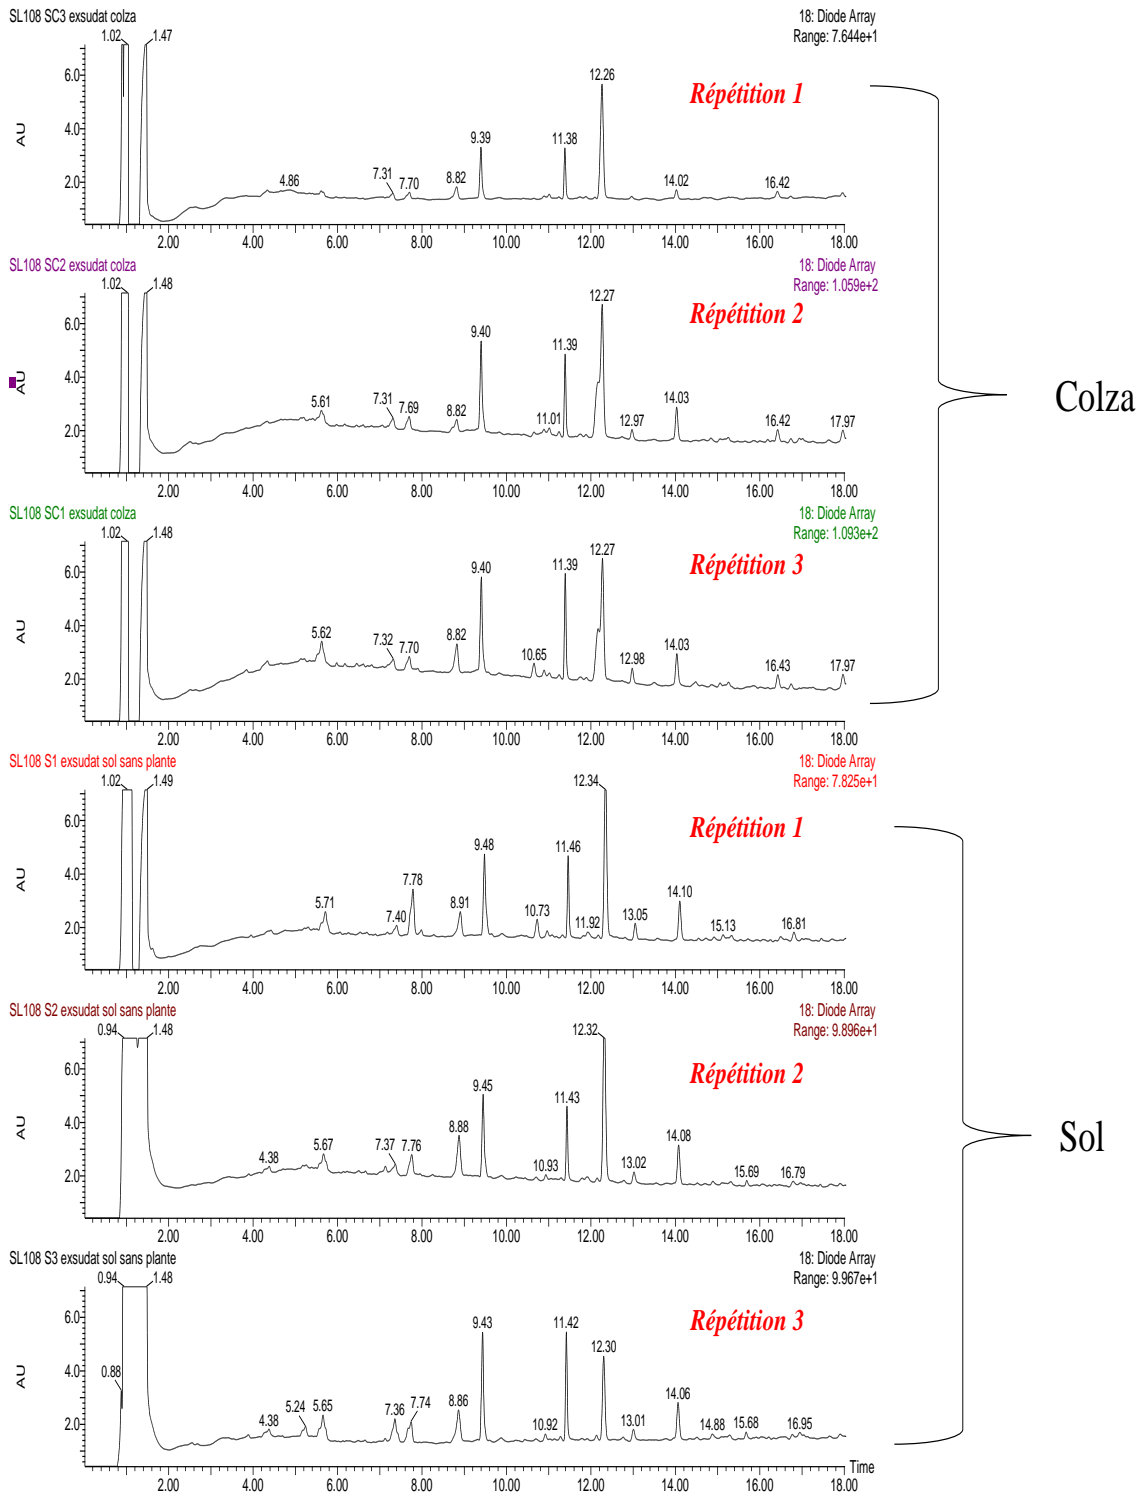 SL108 SC3 exsudat colza
18: Diode Array
Range: 7.644e+1
1.02
1.47
6.0
4.0
2.0
AU
4.86
7.31
7.70
8.82
9.39
11.38
12.26
14.02
16.42
Répétition 1
2.00 4.00 6.00 8.00 10.00 12.00 14.00 16.00 18.00
SL108 SC2 exsudat colza
18: Diode Array
Range: 1.059e+2
1.02
1.48
6.0
4.0
2.0
AU
5.61
7.31
7.69
8.82
9.40
11.01
11.39
12.27
12.97
14.03
16.42
17.97
Répétition 2
2.00 4.00 6.00 8.00 10.00 12.00 14.00 16.00 18.00
Colza
SL108 SC1 exsudat colza
18: Diode Array
Range: 1.093e+2
1.02
1.48
6.0
4.0
2.0
AU
5.62
7.32
7.70
8.82
9.40
10.65
11.39
12.27
12.98
14.03
16.43
17.97
Répétition 3
2.00 4.00 6.00 8.00 10.00 12.00 14.00 16.00 18.00
SL108 S1 exsudat sol sans plante
18: Diode Array
Range: 7.825e+1
1.02
1.49
6.0
4.0
2.0
AU
5.71
7.40
7.78
8.91
9.48
10.73
11.46
11.92
12.34
13.05
14.10
15.13
16.81
Répétition 1
2.00 4.00 6.00 8.00 10.00 12.00 14.00 16.00 18.00
SL108 S2 exsudat sol sans plante
18: Diode Array
Range: 9.896e+1
0.94
1.48
6.0
4.0
2.0
AU
4.38
5.67
7.37
7.76
8.88
9.45
10.93
11.43
12.32
13.02
14.08
15.69
16.79
Répétition 2
2.00 4.00 6.00 8.00 10.00 12.00 14.00 16.00 18.00
Sol
SL108 S3 exsudat sol sans plante
18: Diode Array
Range: 9.967e+1
0.94
1.48
0.88
6.0
4.0
2.0
AU
4.38
5.24
5.65
7.36
7.74
8.86
9.43
10.92
11.42
12.30
13.01
14.06
14.88
15.68
16.95
Répétition 3
Time
2.00 4.00 6.00 8.00 10.00 12.00 14.00 16.00 18.00